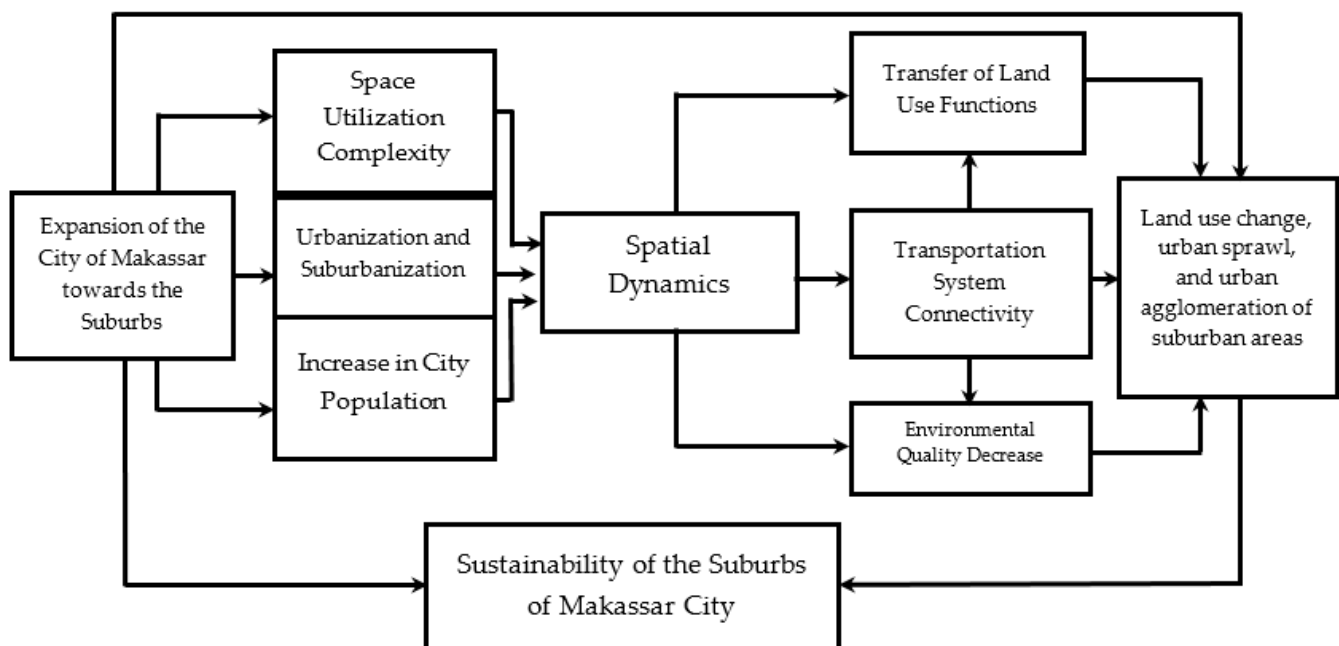 Space
Utilization
Complexity
Transfer of Land
Use Functions
Expansion of the
City of Makassar
towards the
Suburbs
Urbanization and
Suburbanization
Spatial
Dynamics
Transportation
System
Connectivity
Land use change,
urban sprawl,
and urban
agglomeration of
suburban areas
Increase in City
Population
Environmental
Quality Decrease
Sustainability of the Suburbs
of Makassar City